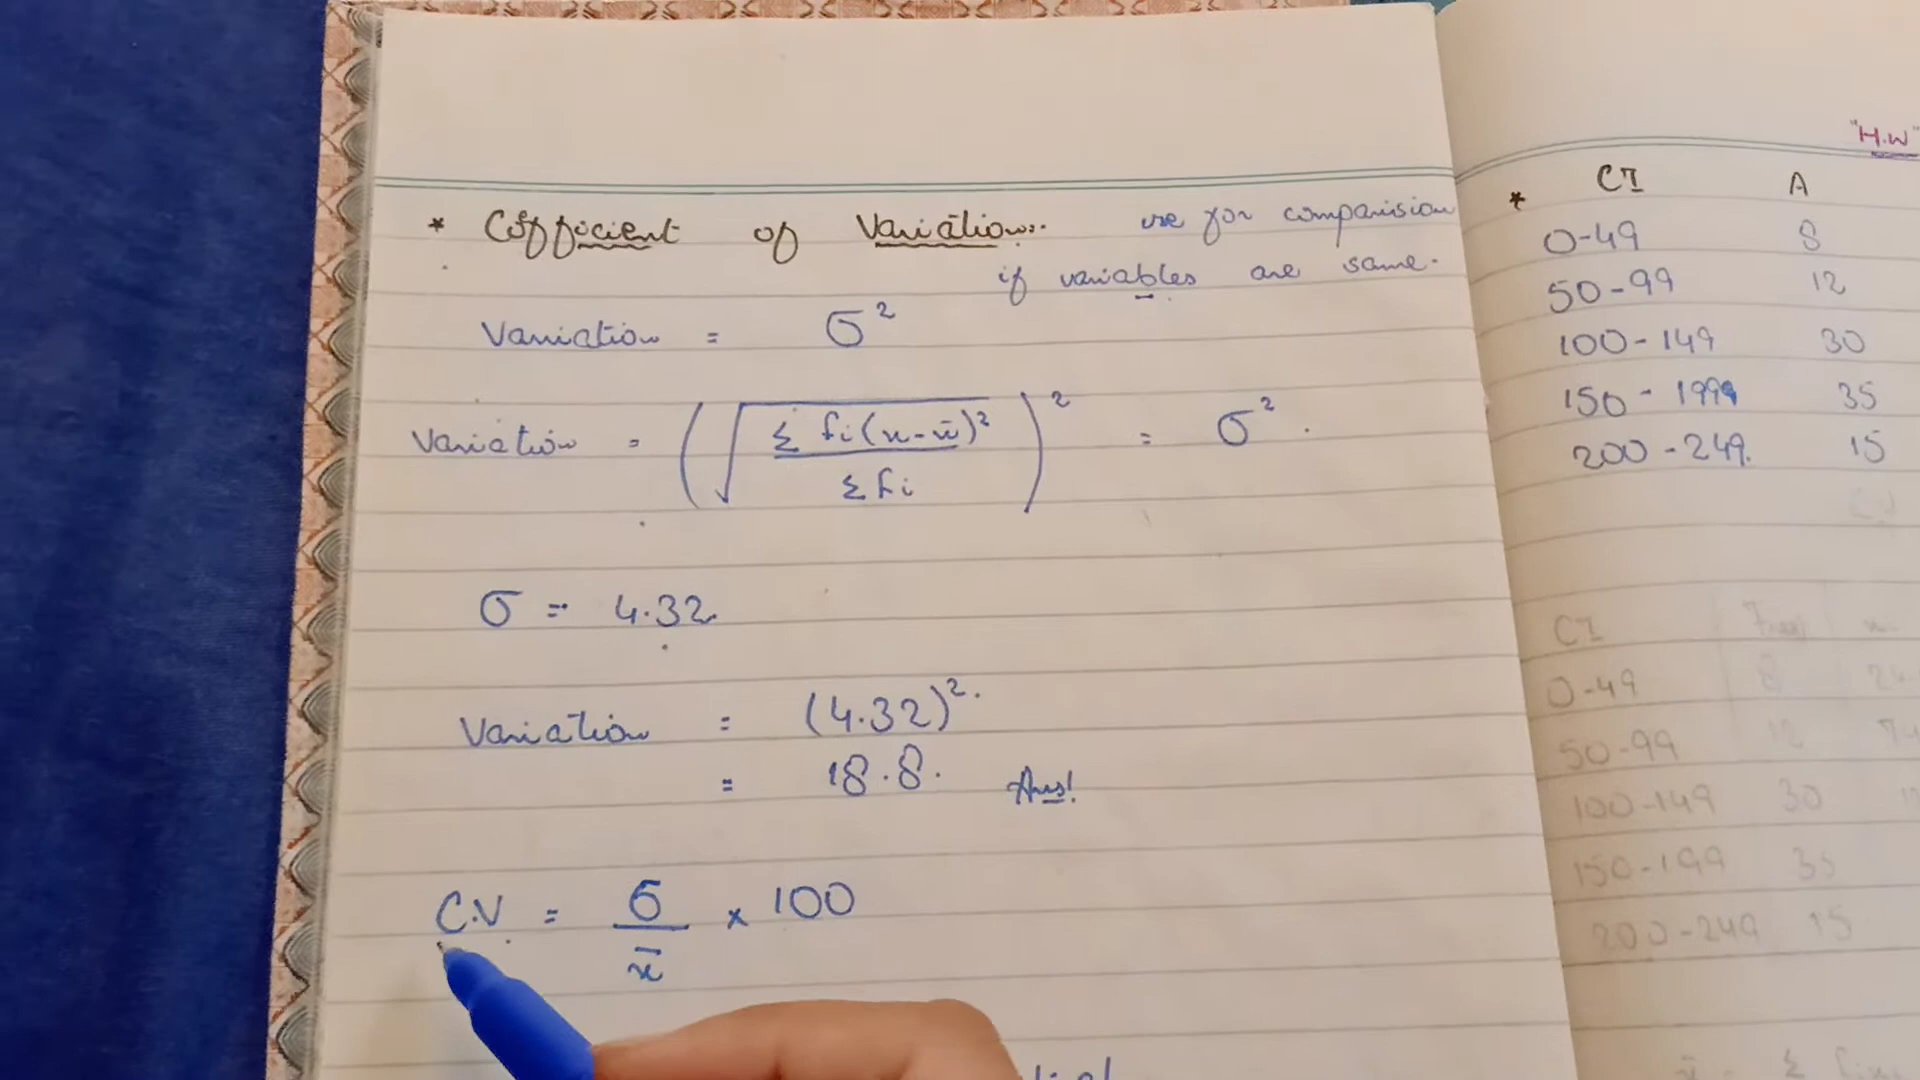 * Cofficient of Variation:- use for comparision
if variables are same.
Variation = σ²
Variation = (√(Σ fi(x-x̄)² / Σ fi))² = σ².
σ = 4.32
Variation = (4.32)².
= 18.8. Ans!
C.V = σ / x̄ × 100
"H.W"
* CI A
0-49 8
50-99 12
100-149 30
150-1999 35
200-249. 15
CI
0-49 8
50-99 12
100-149 30
150-199 35
200-249 15